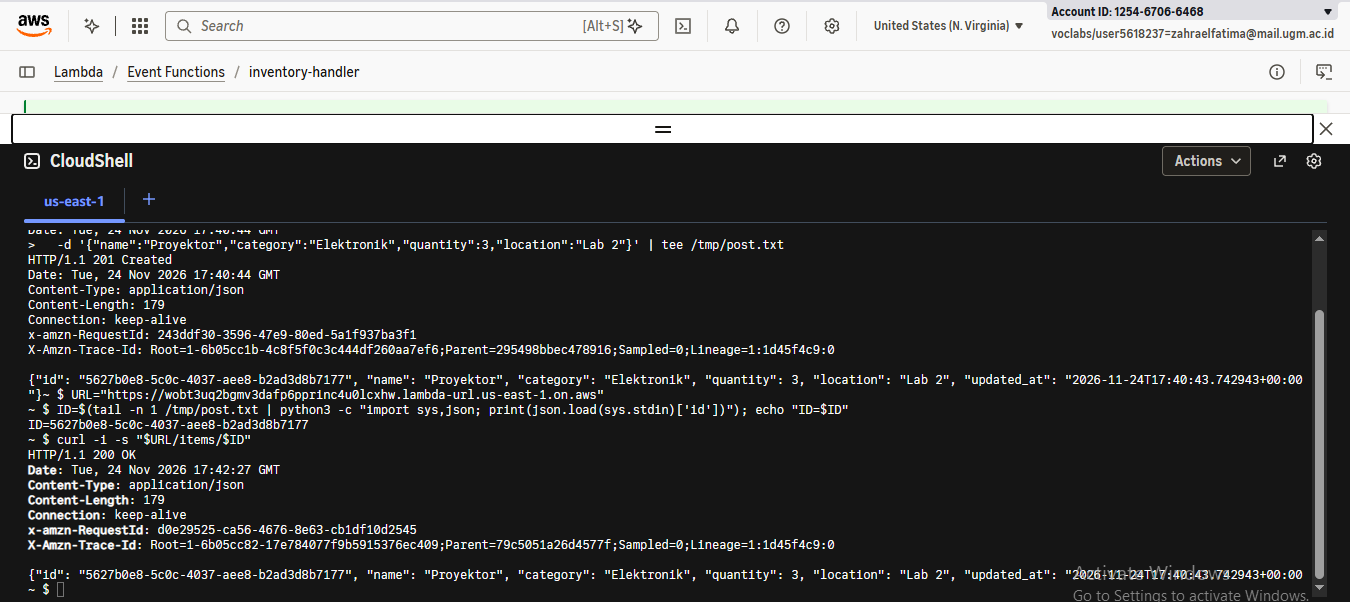 aws
Search
[Alt+S]
United States (N. Virginia)
Account ID: 1254-6706-6468
voclabs/user5618237=zahraelfatima@mail.ugm.ac.id
Lambda / Event Functions / inventory-handler
CloudShell
Actions
us-east-1
Date: Tue, 24 Nov 2026 17:40:44 GMT
>   -d '{"name":"Proyektor","category":"Elektronik","quantity":3,"location":"Lab 2"}' | tee /tmp/post.txt
HTTP/1.1 201 Created
Date: Tue, 24 Nov 2026 17:40:44 GMT
Content-Type: application/json
Content-Length: 179
Connection: keep-alive
x-amzn-RequestId: 243ddf30-3596-47e9-80ed-5a1f937ba3f1
X-Amzn-Trace-Id: Root=1-6b05cc1b-4c8f5f0c3c444df260aa7ef6;Parent=295498bbec478916;Sampled=0;Lineage=1:1d45f4c9:0
{"id": "5627b0e8-5c0c-4037-aee8-b2ad3d8b7177", "name": "Proyektor", "category": "Elektronik", "quantity": 3, "location": "Lab 2", "updated_at": "2026-11-24T17:40:43.742943+00:00
"}~ $ URL="https://wobt3uq2bgmv3dafp6pprinc4u0lcxhw.lambda-url.us-east-1.on.aws"
~ $ ID=$(tail -n 1 /tmp/post.txt | python3 -c "import sys,json; print(json.load(sys.stdin)['id'])"); echo "ID=$ID"
ID=5627b0e8-5c0c-4037-aee8-b2ad3d8b7177
~ $ curl -i -s "$URL/items/$ID"
HTTP/1.1 200 OK
Date: Tue, 24 Nov 2026 17:42:27 GMT
Content-Type: application/json
Content-Length: 179
Connection: keep-alive
x-amzn-RequestId: d0e29525-ca56-4676-8e63-cb1df10d2545
X-Amzn-Trace-Id: Root=1-6b05cc82-17e784077f9b5915376ec409;Parent=79c5051a26d4577f;Sampled=0;Lineage=1:1d45f4c9:0
{"id": "5627b0e8-5c0c-4037-aee8-b2ad3d8b7177", "name": "Proyektor", "category": "Elektronik", "quantity": 3, "location": "Lab 2", "updated_at": "2026-11-24T17:40:43.742943+00:00
~ $
Activate Windows
Go to Settings to activate Windows.